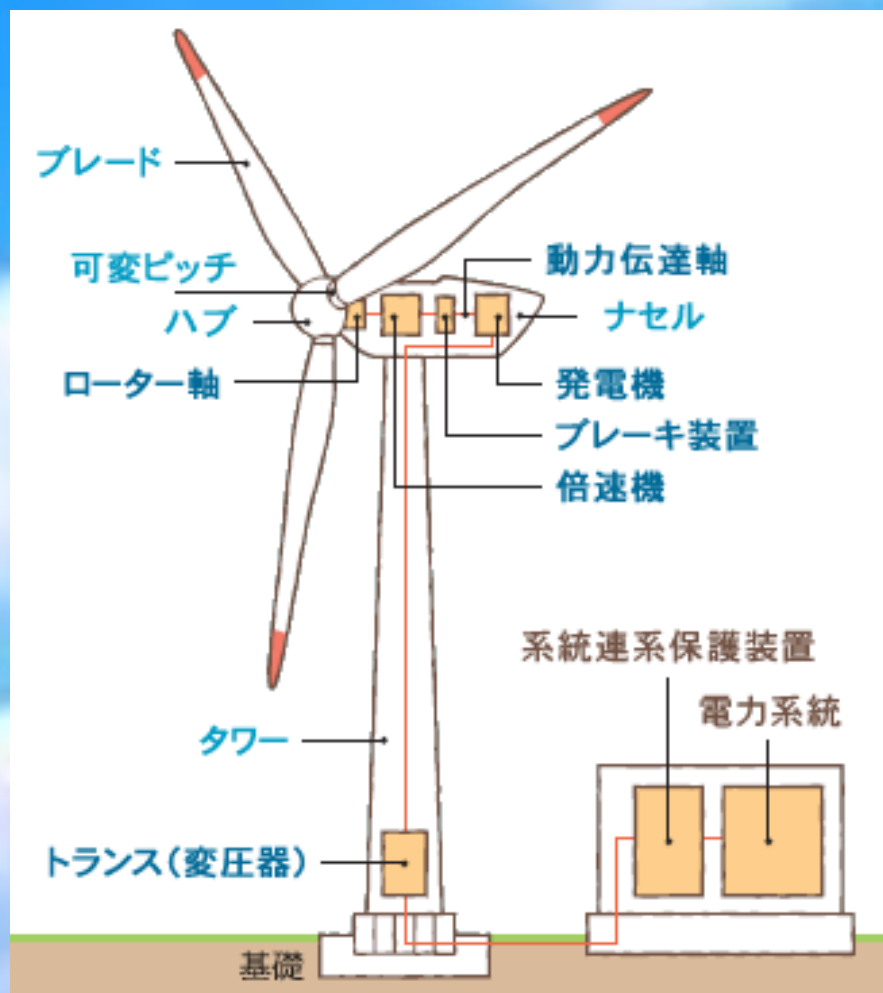 ブレード
可変ピッチ
動力伝達軸
ハブ
ナセル
ローター軸
発電機
ブレーキ装置
倍速機
系統連系保護装置
電力系統
タワー
トランス(変圧器)
基礎